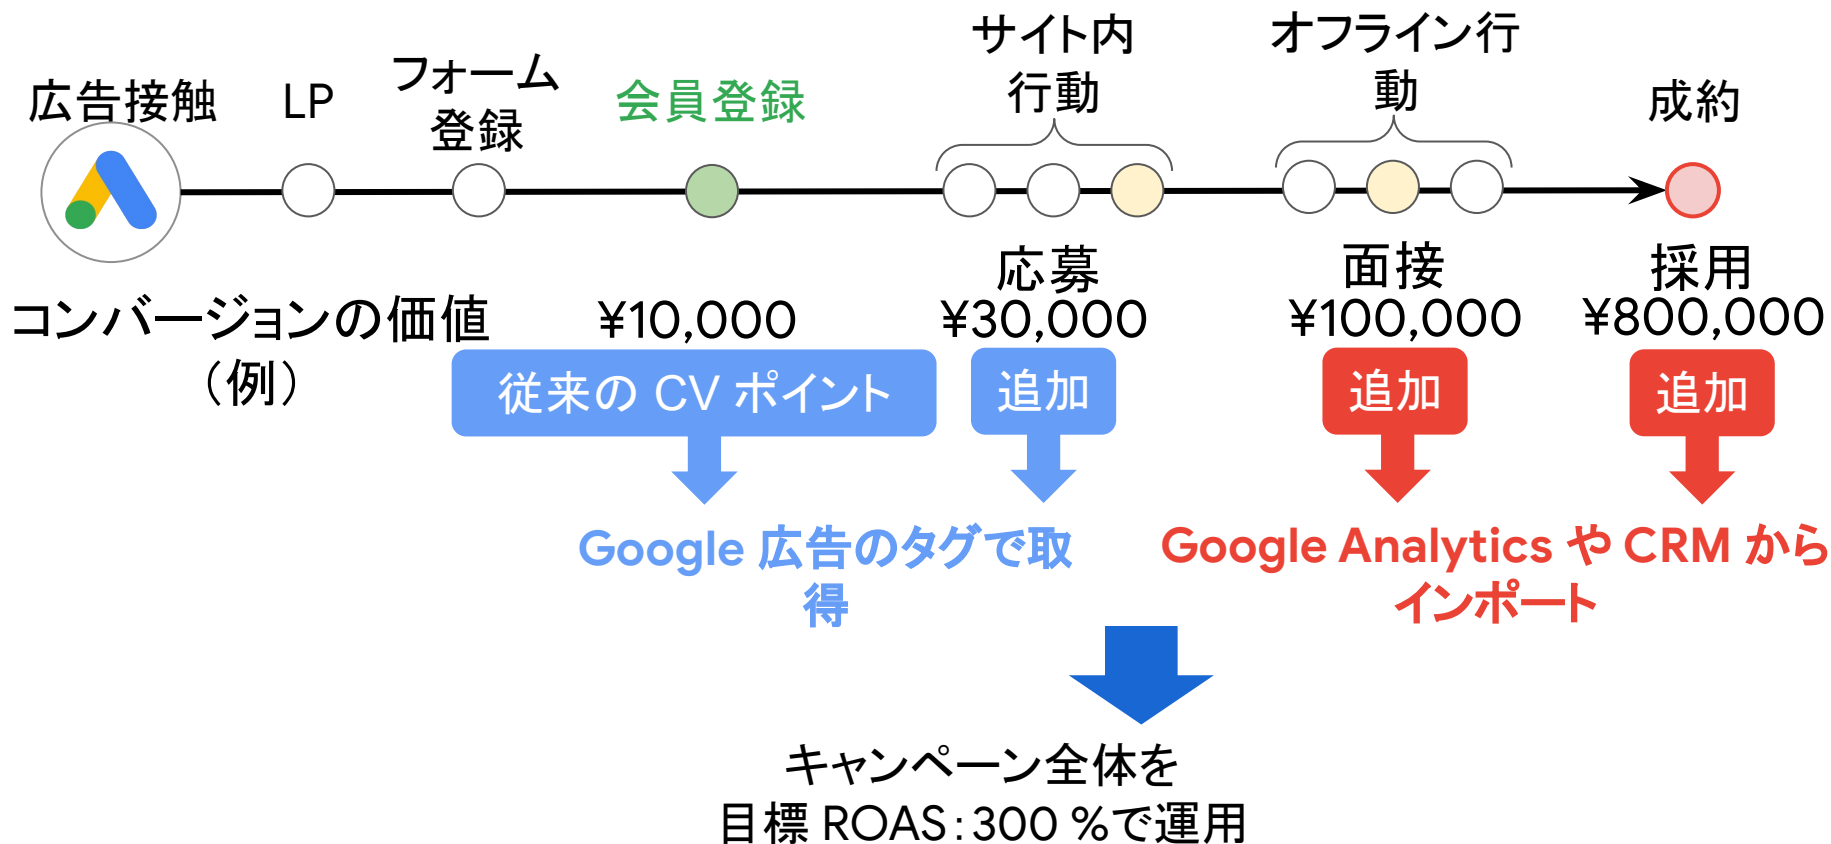 広告接触
LP
フォーム
登録
会員登録
サイト内
行動
オフライン行
動
成約
応募
面接
採用
コンバージョンの価値
（例）
¥10,000
¥30,000
¥100,000
¥800,000
従来の CV ポイント
追加
追加
追加
Google 広告のタグで取
得
Google Analytics や CRM から
インポート
キャンペーン全体を
目標 ROAS：300 %で運用